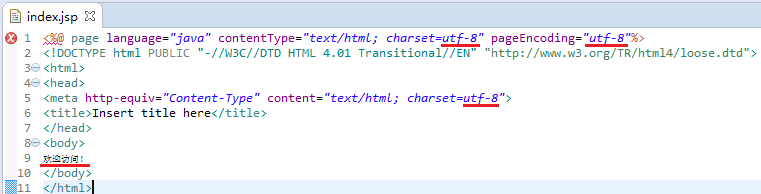 index.jsp
1 <%@ page language="java" contentType="text/html; charset=utf-8" pageEncoding="utf-8"%>
2 <!DOCTYPE html PUBLIC "-//W3C//DTD HTML 4.01 Transitional//EN" "http://www.w3.org/TR/html4/loose.dtd">
3 <html>
4 <head>
5 <meta http-equiv="Content-Type" content="text/html; charset=utf-8">
6 <title>Insert title here</title>
7 </head>
8 <body>
9 欢迎访问!
10 </body>
11 </html>